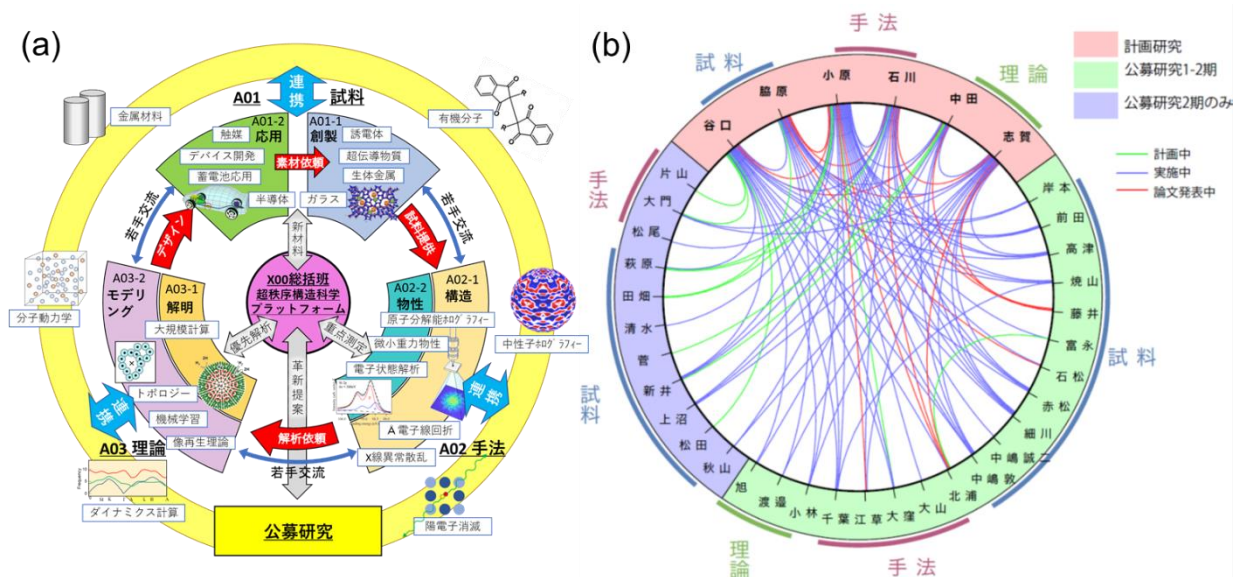 (a)
A01
連携
試料
金属材料
有機分子
A01-2
応用
触媒
デバイス開発
蓄電池応用
半導体
A01-1
創製
誘電体
超伝導物質
生体金属
ガラス
素材依頼
若手交流
若手交流
デザイン
試料提供
新材料
X00総括班
超秩序構造科学
プラットフォーム
A03-2
モデリ
ング
A03-1
解明
大規模計算
トポロジー
機械学習
像再生理論
優先解析
重点測定
革新提案
A02-2
物性
A02-1
構造
原子分解能ホログラフィー
微小重力物性
電子状態解析
A電子線回折
X線異常散乱
分子動力学
中性子ホログラフィー
連携
連携
解析依頼
若手交流
A03 理論
A02 手法
Frequency
ダイナミクス計算
陽電子消滅
公募研究
(b)
手法
試料
理論
計画研究
公募研究1-2期
公募研究2期のみ
計画中
実施中
論文発表中
谷口
脇原
小原
石川
中田
志賀
岸本
前田
高津
焼山
藤井
富永
石松
赤松
細川
中嶋誠二
中嶋敦
北浦
大山
大窪
江草
千葉
小林
渡邉
旭
秋山
松田
上沼
新井
菅
清水
田畑
萩原
松尾
大門
片山
手法
試料
試料
理論
手法